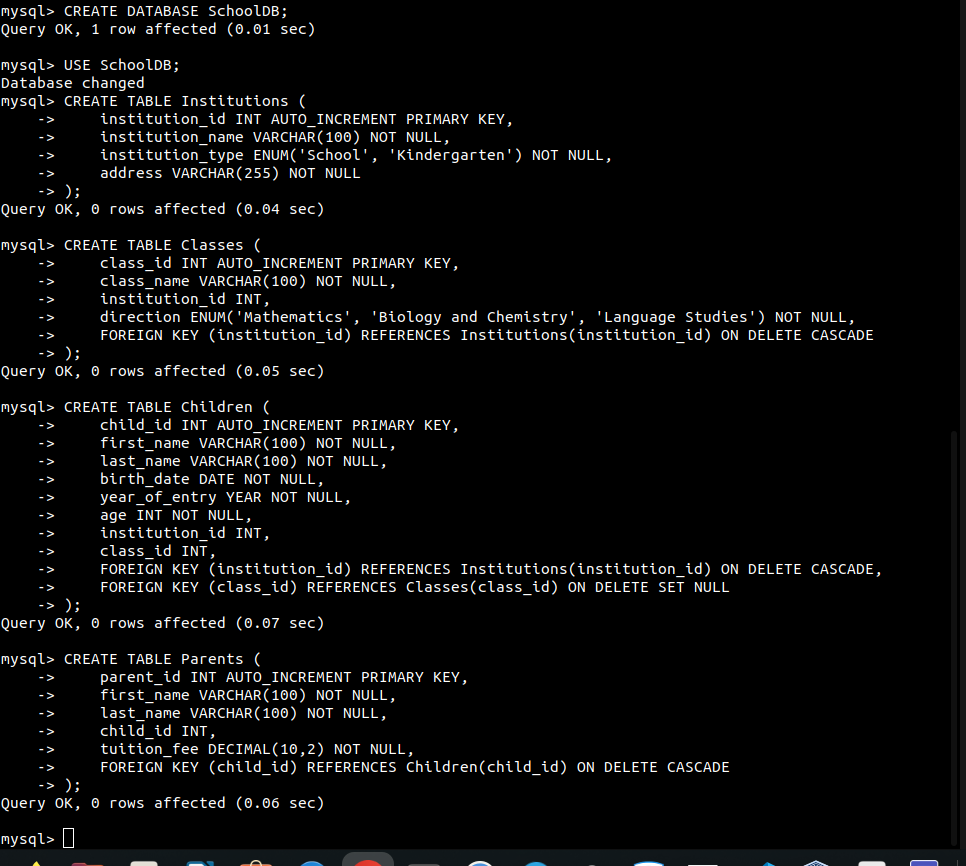 mysql> CREATE DATABASE SchoolDB;
Query OK, 1 row affected (0.01 sec)

mysql> USE SchoolDB;
Database changed
mysql> CREATE TABLE Institutions (
    ->     institution_id INT AUTO_INCREMENT PRIMARY KEY,
    ->     institution_name VARCHAR(100) NOT NULL,
    ->     institution_type ENUM('School', 'Kindergarten') NOT NULL,
    ->     address VARCHAR(255) NOT NULL
    -> );
Query OK, 0 rows affected (0.04 sec)

mysql> CREATE TABLE Classes (
    ->     class_id INT AUTO_INCREMENT PRIMARY KEY,
    ->     class_name VARCHAR(100) NOT NULL,
    ->     institution_id INT,
    ->     direction ENUM('Mathematics', 'Biology and Chemistry', 'Language Studies') NOT NULL,
    ->     FOREIGN KEY (institution_id) REFERENCES Institutions(institution_id) ON DELETE CASCADE
    -> );
Query OK, 0 rows affected (0.05 sec)

mysql> CREATE TABLE Children (
    ->     child_id INT AUTO_INCREMENT PRIMARY KEY,
    ->     first_name VARCHAR(100) NOT NULL,
    ->     last_name VARCHAR(100) NOT NULL,
    ->     birth_date DATE NOT NULL,
    ->     year_of_entry YEAR NOT NULL,
    ->     age INT NOT NULL,
    ->     institution_id INT,
    ->     class_id INT,
    ->     FOREIGN KEY (institution_id) REFERENCES Institutions(institution_id) ON DELETE CASCADE,
    ->     FOREIGN KEY (class_id) REFERENCES Classes(class_id) ON DELETE SET NULL
    -> );
Query OK, 0 rows affected (0.07 sec)

mysql> CREATE TABLE Parents (
    ->     parent_id INT AUTO_INCREMENT PRIMARY KEY,
    ->     first_name VARCHAR(100) NOT NULL,
    ->     last_name VARCHAR(100) NOT NULL,
    ->     child_id INT,
    ->     tuition_fee DECIMAL(10,2) NOT NULL,
    ->     FOREIGN KEY (child_id) REFERENCES Children(child_id) ON DELETE CASCADE
    -> );
Query OK, 0 rows affected (0.06 sec)

mysql>